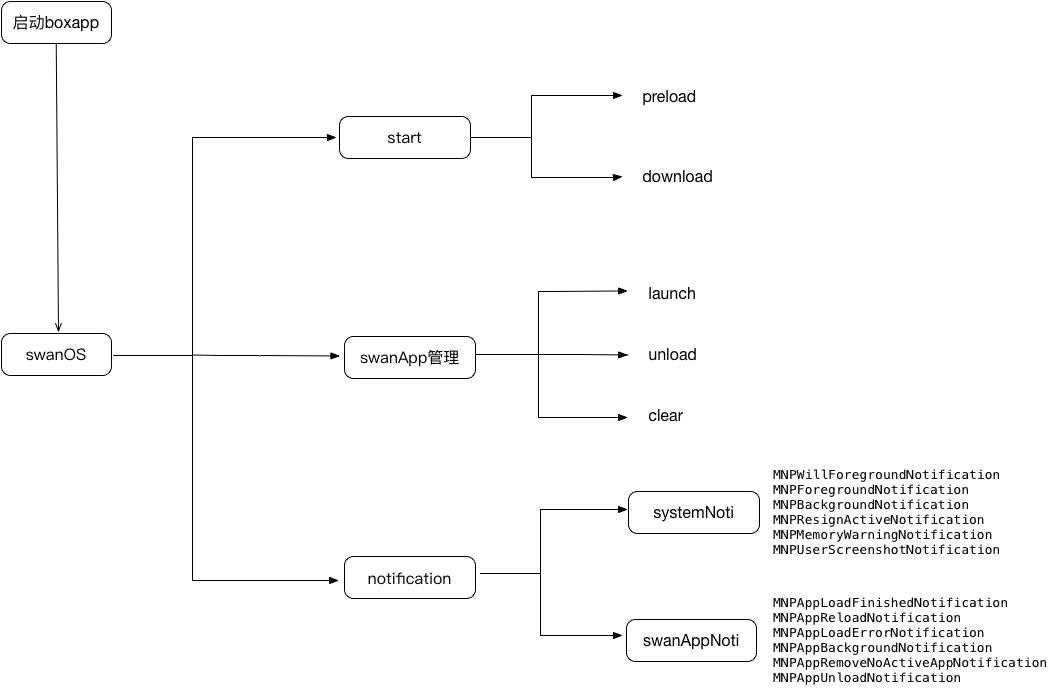 启动boxapp
preload
start
download
launch
swanOS
swanApp管理
unload
clear
MNPWillForegroundNotification
MNPForegroundNotification
MNPBackgroundNotification
systemNoti
MNPResignActiveNotification
MNPMemoryWarningNotification
MNPUserScreenshotNotification
notification
MNPAppLoadFinishedNotification
MNPAppReloadNotification
MNPAppLoadErrorNotification
swanAppNoti
MNPAppBackgroundNotification
MNPAppRemoveNoActiveAppNotification
MNPAppUnloadNotification